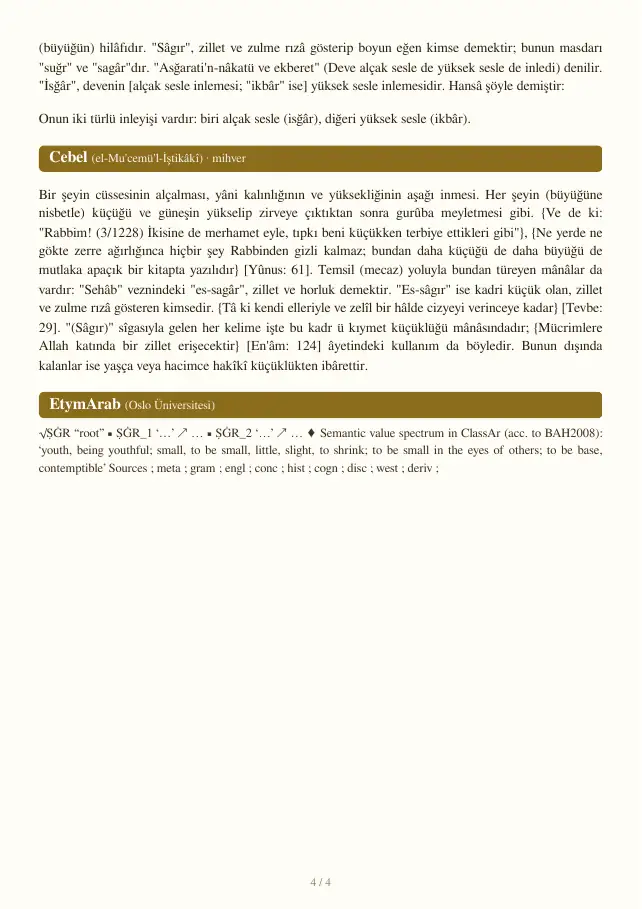 (büyüğün) hilâfıdır. "Sâgır", zillet ve zulme rızâ gösterip boyun eğen kimse demektir; bunun masdarı
"suğr" ve "sagâr"dır. "Asğarati'n-nâkatü ve ekberet" (Deve alçak sesle de yüksek sesle de inledi) denilir.
"İsğâr", devenin [alçak sesle inlemesi; "ikbâr" ise] yüksek sesle inlemesidir. Hansâ şöyle demiştir:
Onun iki türlü inleyişi vardır: biri alçak sesle (isğâr), diğeri yüksek sesle (ikbâr).
Cebel (el-Mu'cemü'l-İştikâkî) · mihver
Bir şeyin cüssesinin alçalması, yâni kalınlığının ve yüksekliğinin aşağı inmesi. Her şeyin (büyüğüne
nisbetle) küçüğü ve güneşin yükselip zirveye çıktıktan sonra gurûba meyletmesi gibi. {Ve de ki:
"Rabbim! (3/1228) İkisine de merhamet eyle, tıpkı beni küçükken terbiye ettikleri gibi"}, {Ne yerde ne
gökte zerre ağırlığınca hiçbir şey Rabbinden gizli kalmaz; bundan daha küçüğü de daha büyüğü de
mutlaka apaçık bir kitapta yazılıdır} [Yûnus: 61]. Temsil (mecaz) yoluyla bundan türeyen mânâlar da
vardır: "Sehâb" veznindeki "es-sagâr", zillet ve horluk demektir. "Es-sâgır" ise kadri küçük olan, zillet
ve zulme rızâ gösteren kimsedir. {Tâ ki kendi elleriyle ve zelîl bir hâlde cizyeyi verinceye kadar} [Tevbe:
29]. "(Sâgır)" sîgasıyla gelen her kelime işte bu kadr ü kıymet küçüklüğü mânâsındadır; {Mücrimlere
Allah katında bir zillet erişecektir} [En'âm: 124] âyetindeki kullanım da böyledir. Bunun dışında
kalanlar ise yaşça veya hacimce hakîkî küçüklükten ibârettir.
EtymArab (Oslo Üniversitesi)
√ṢĠR “root” ▪ ṢĠR_1 ‘…’ ↗ … ▪ ṢĠR_2 ‘…’ ↗ … ♦ Semantic value spectrum in ClassAr (acc. to BAH2008):
‘youth, being youthful; small, to be small, little, slight, to shrink; to be small in the eyes of others; to be base,
contemptible’ Sources ; meta ; gram ; engl ; conc ; hist ; cogn ; disc ; west ; deriv ;
4 / 4